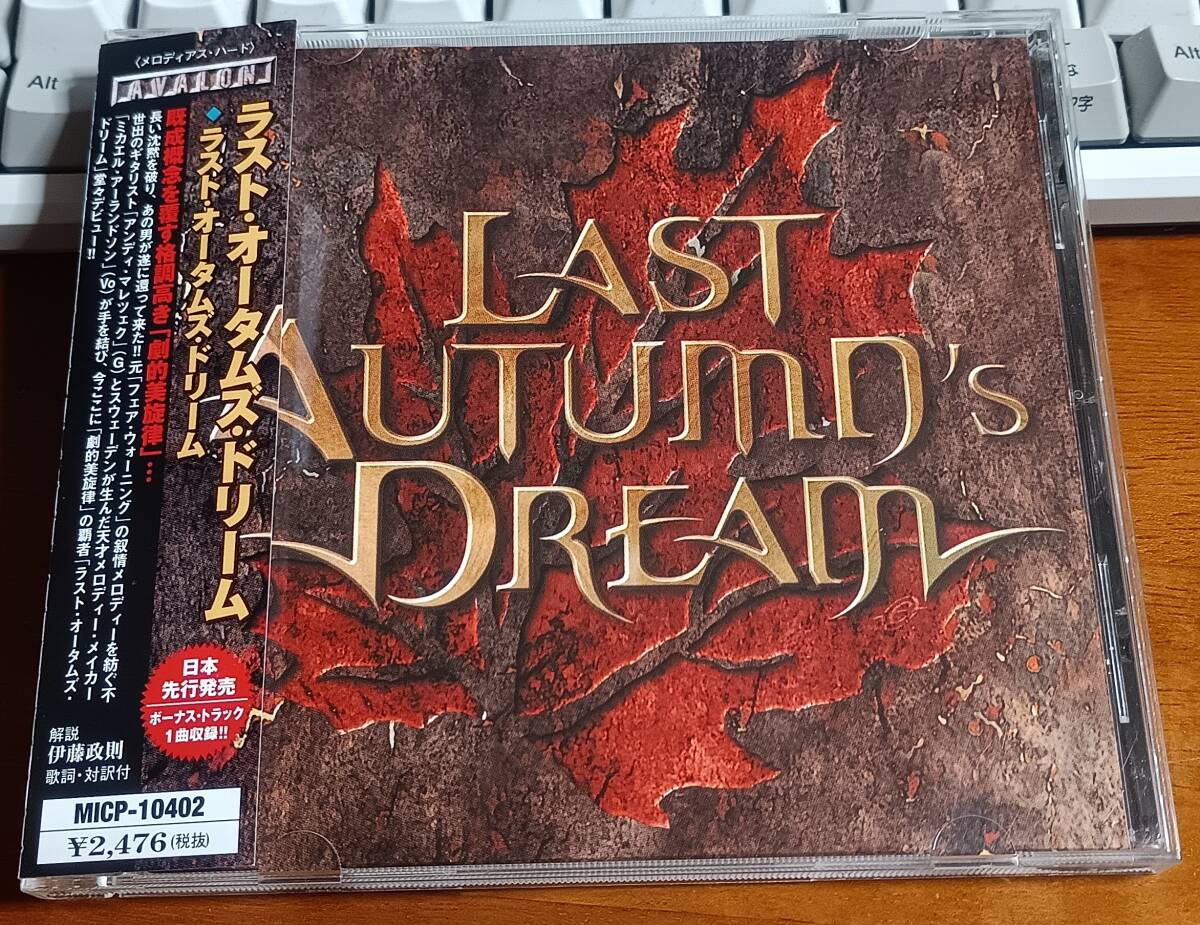 〈メロディアス・ハード〉
AVALON
ラスト・オータムズ・ドリーム
◆ラスト・オータムズ・ドリーム
既成概念を覆す格調高き「劇的美旋律」…
長い沈黙を破り、あの男が遂に還って来た!!元「フェア・ウォーニング」の叙情メロディーを紡ぐ不
世出のギタリスト「アンディ・マレツェク」(G)とスウェーデンが生んだ天才メロディー・メイカー
「ミカエル・アーランドソン」(Vo)が手を結び、今ここに「劇的美旋律」の覇者「ラスト・オータムズ・
ドリーム」堂々デビュー!!
日本
先行発売
ボーナス・トラック
1曲収録!!
解説
伊藤政則
歌詞・対訳付
MICP-10402
¥2,476(税抜)
LAST
AUTUMN'S
DREAM
Alt
Alt